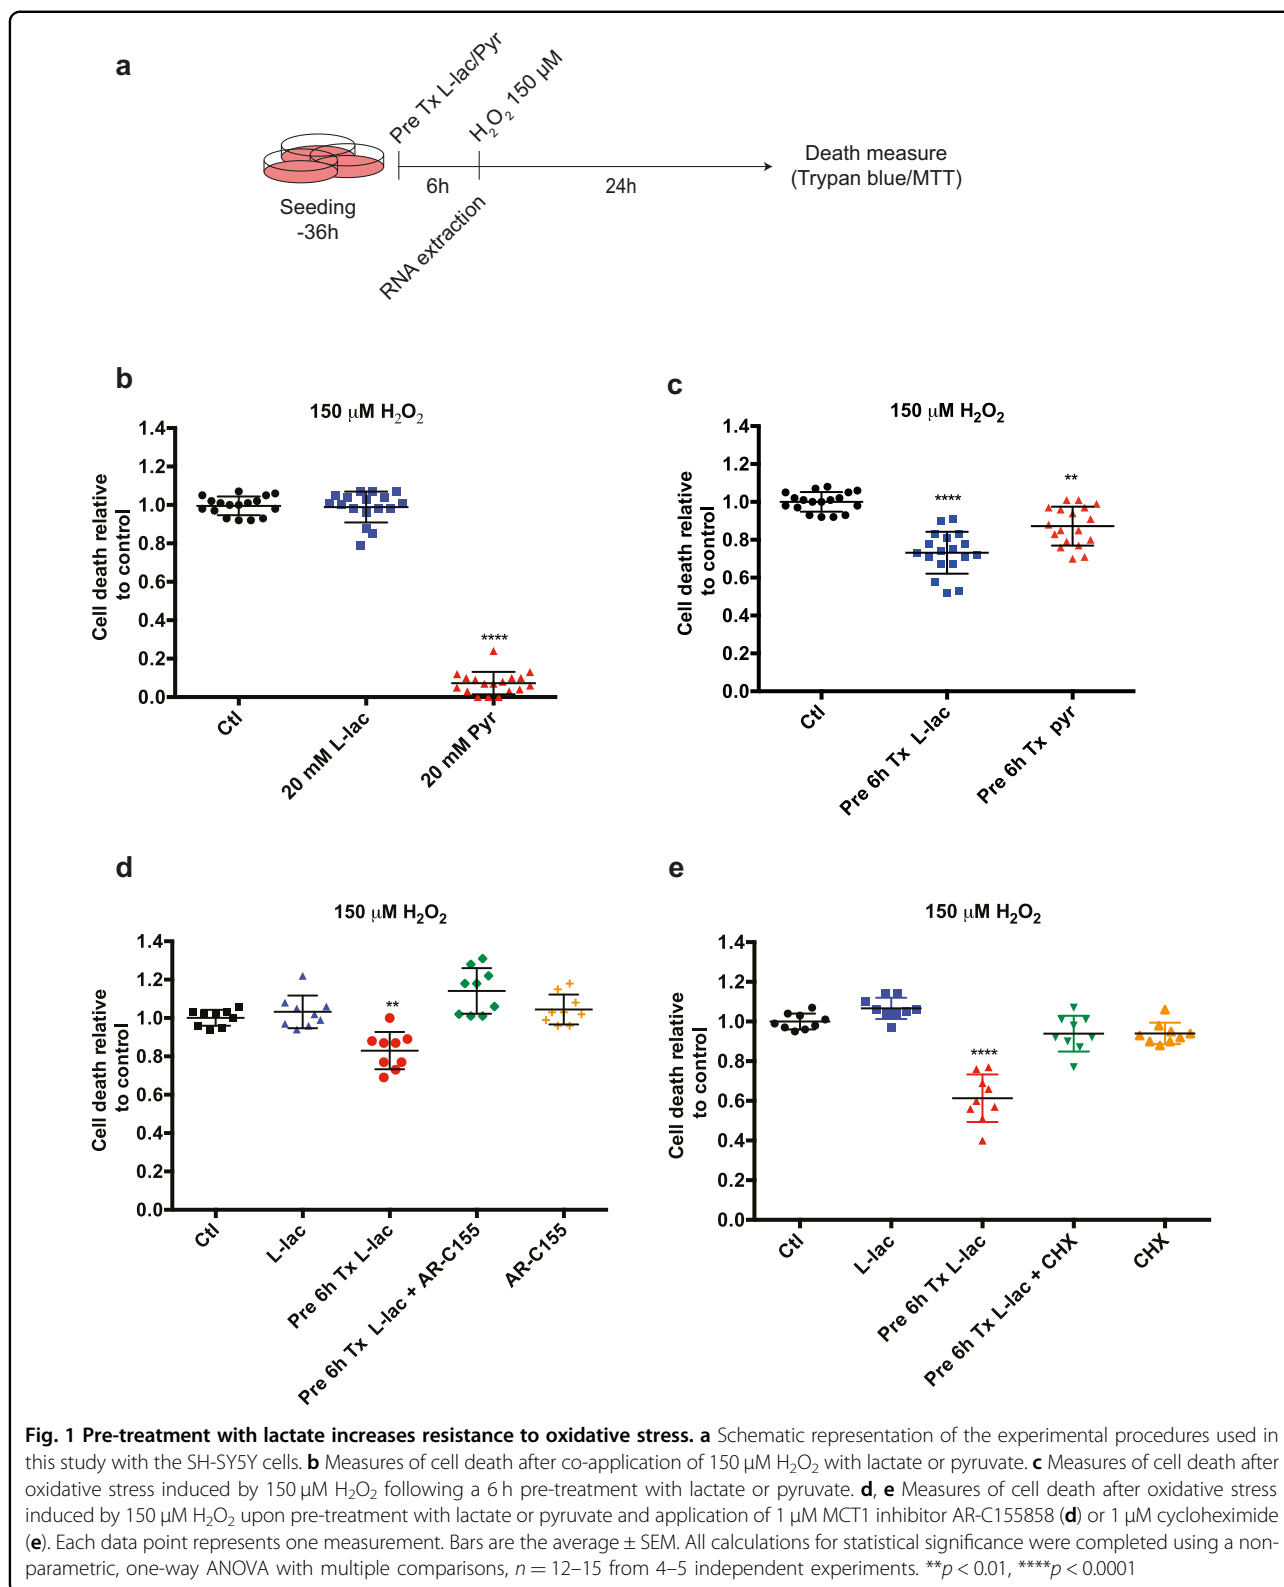 a
Pre Tx L-lac/Pyr
H₂O₂ 150 µM
Death measure
(Trypan blue/MTT)
6h
24h
Seeding
-36h
RNA extraction
b
150 µM H₂O₂
Cell death relative
to control
1.4
1.2
1.0
0.8
0.6
0.4
0.2
0.0
****
Ctl
20 mM L-lac
20 mM Pyr
c
150 µM H₂O₂
Cell death relative
to control
1.4
1.2
1.0
0.8
0.6
0.4
0.2
0.0
****
**
Ctl
Pre 6h Tx L-lac
Pre 6h Tx pyr
d
150 µM H₂O₂
Cell death relative
to control
1.4
1.2
1.0
0.8
0.6
0.4
0.2
0.0
**
Ctl
L-lac
Pre 6h Tx L-lac
Pre 6h Tx L-lac + AR-C155
AR-C155
e
150 µM H₂O₂
Cell death relative
to control
1.4
1.2
1.0
0.8
0.6
0.4
0.2
0.0
****
Ctl
L-lac
Pre 6h Tx L-lac
Pre 6h Tx L-lac + CHX
CHX
Fig. 1 Pre-treatment with lactate increases resistance to oxidative stress. a Schematic representation of the experimental procedures used in
this study with the SH-SY5Y cells. b Measures of cell death after co-application of 150 µM H₂O₂ with lactate or pyruvate. c Measures of cell death after
oxidative stress induced by 150 µM H₂O₂ following a 6 h pre-treatment with lactate or pyruvate. d, e Measures of cell death after oxidative stress
induced by 150 µM H₂O₂ upon pre-treatment with lactate or pyruvate and application of 1 µM MCT1 inhibitor AR-C155858 (d) or 1 µM cycloheximide
(e). Each data point represents one measurement. Bars are the average ± SEM. All calculations for statistical significance were completed using a non-
parametric, one-way ANOVA with multiple comparisons, n = 12–15 from 4–5 independent experiments. **p < 0.01, ****p < 0.0001